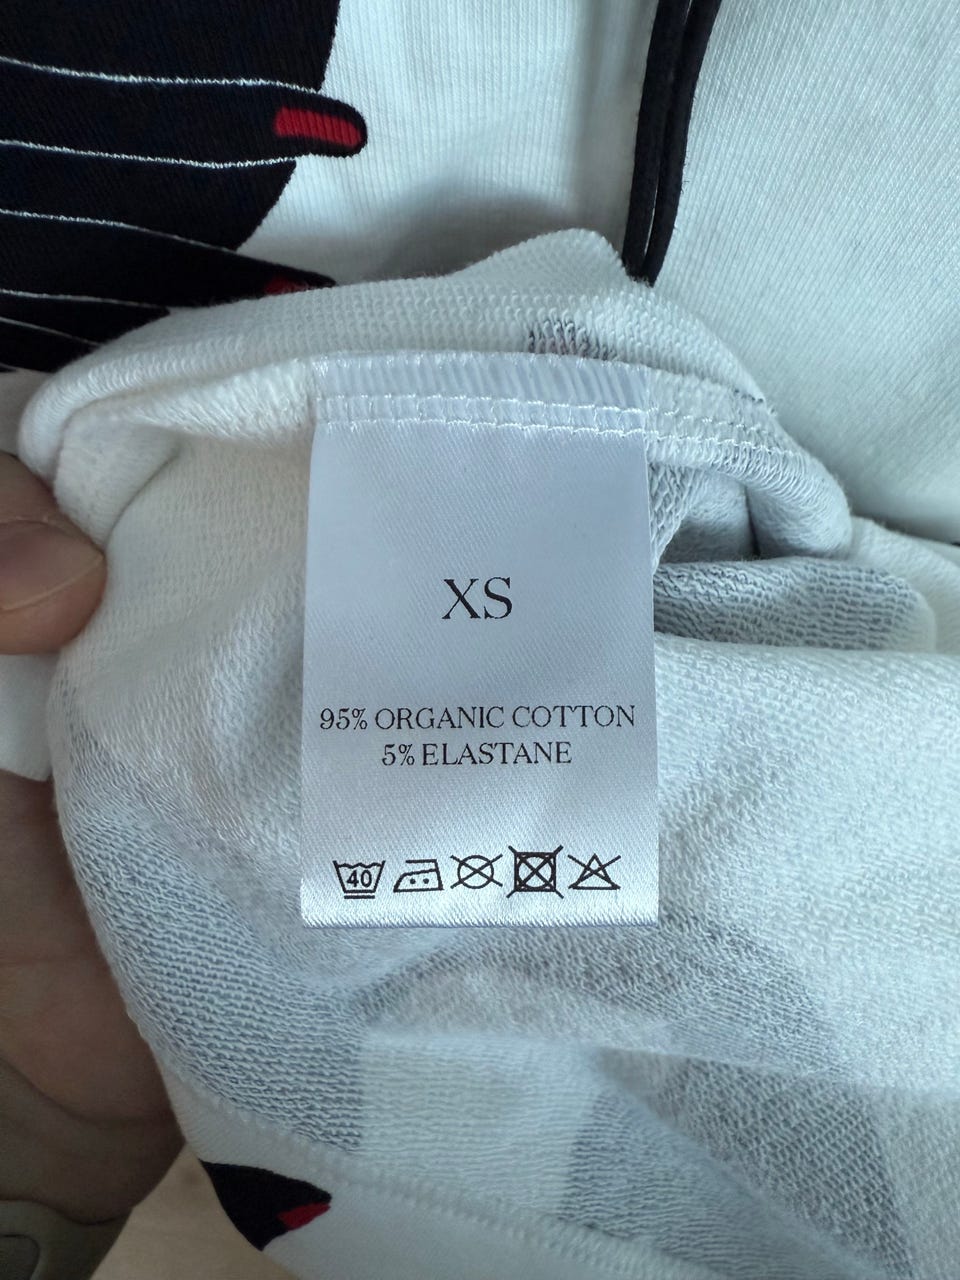 XS
95% ORGANIC COTTON
5% ELASTANE
40